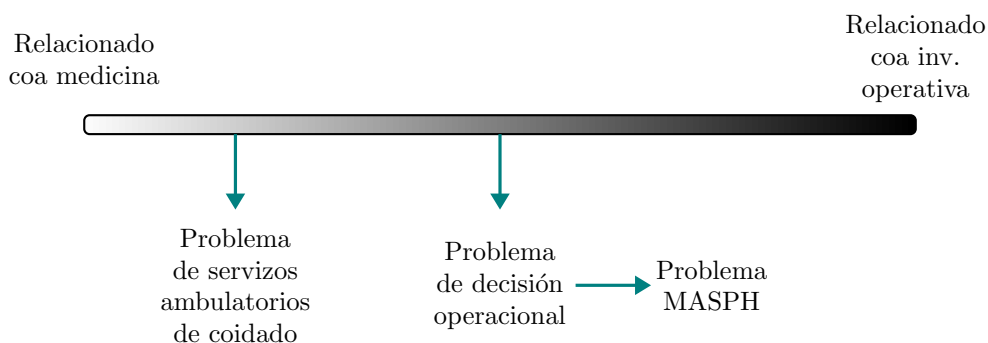 Relacionado
coa medicina
Relacionado
coa inv.
operativa
Problema
de servizos
ambulatorios
de coidado
Problema
de decisión
operacional
Problema
MASPH